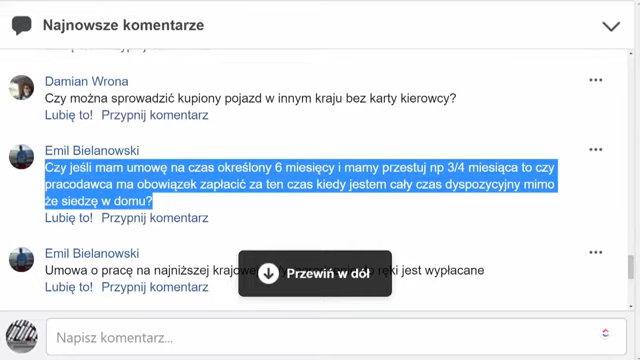 Najnowsze komentarze
Damian Wrona
Czy można sprowadzić kupiony pojazd w innym kraju bez karty kierowcy?
Lubię to! Przypnij komentarz
Emil Bielanowski
Czy jeśli mam umowę na czas określony 6 miesięcy i mamy przestuj np 3/4 miesiąca to czy
pracodawca ma obowiązek zapłacić za ten czas kiedy jestem cały czas dyspozycyjny mimo
że siedzę w domu?
Lubię to! Przypnij komentarz
Emil Bielanowski
Umowa o pracę na najniższej krajowej ręki jest wypłacane
Przewiń w dół
Lubię to! Przypnij komentarz
Napisz komentarz...